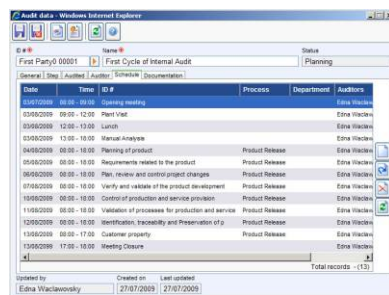 Audit data - Windows Internet Explorer
ID # Name Status
First Party0 00001 First Cycle of Internal Audit Planning
General Step Audited Auditor Schedule Documentation
Date Time ID # Process Department Auditors
03/07/2009 08:00 - 09:00 Opening meeting Edna Waclaw
03/08/2009 09:00 - 12:00 Plant Visit Edna Waclaw
03/08/2009 12:00 - 13:00 Lunch Edna Waclaw
03/08/2009 13:00 - 18:00 Manual Analysis Edna Waclaw
04/08/2009 08:00 - 18:00 Planning of product Product Release Edna Waclaw
05/08/2009 08:00 - 18:00 Requirements related to the product Product Release Edna Waclaw
06/08/2009 08:00 - 18:00 Plan, review and control project changes Product Release Edna Waclaw
07/08/2009 08:00 - 18:00 Verify and validate of the product development Product Release Edna Waclaw
10/08/2009 08:00 - 18:00 Control of production and service provision Product Release Edna Waclaw
11/08/2009 08:00 - 18:00 Validation of processes for production and service Product Release Edna Waclaw
12/08/2009 08:00 - 18:00 Identification, traceability and Preservation of p Product Release Edna Waclaw
13/08/2009 08:00 - 17:00 Customer property Product Release Edna Waclaw
13/08/2099 17:00 - 18:00 Meeting Closure Edna Waclaw
Total records - (13)
Updated by Created on Last updated
Edna Waclawovsky 27/07/2009 27/07/2009